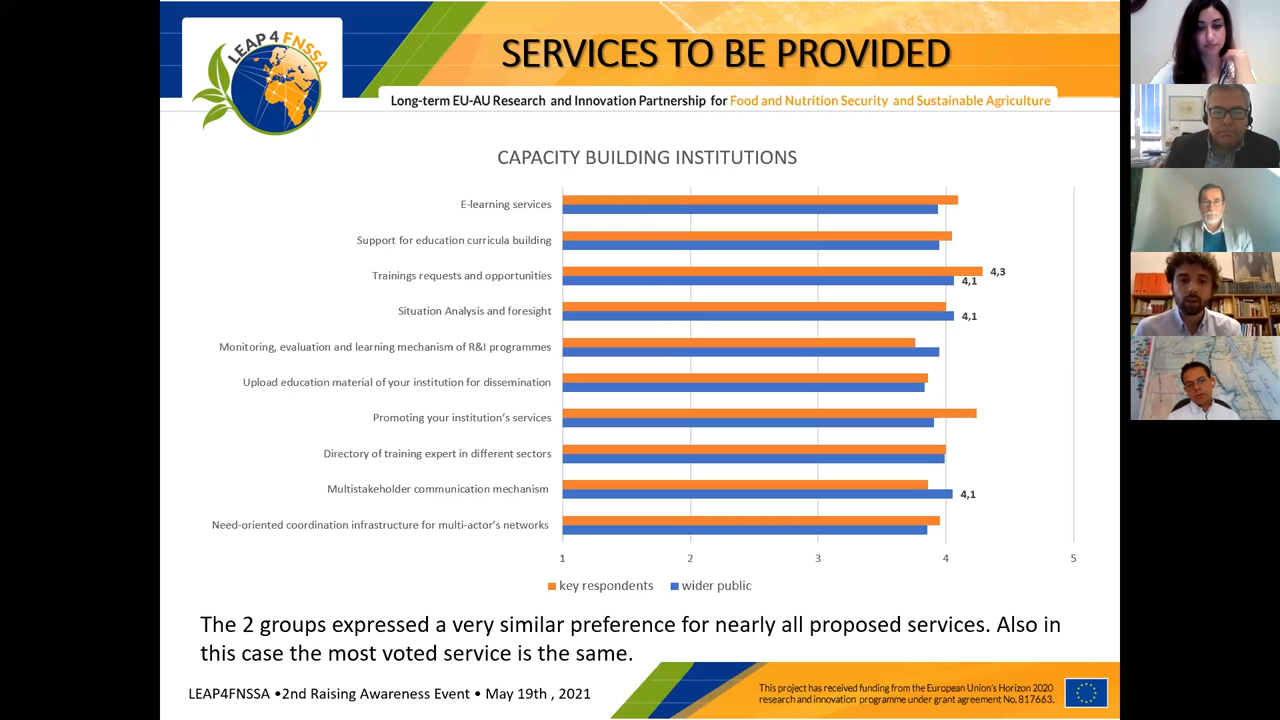 LEAP 4 FNSSA
SERVICES TO BE PROVIDED
Long-term EU-AU Research and Innovation Partnership for Food and Nutrition Security and Sustainable Agriculture
CAPACITY BUILDING INSTITUTIONS
E-learning services
Support for education curricula building
Trainings requests and opportunities
4,3
4,1
Situation Analysis and foresight
4,1
Monitoring, evaluation and learning mechanism of R&I programmes
Upload education material of your institution for dissemination
Promoting your institution's services
Directory of training expert in different sectors
Multistakeholder communication mechanism
4,1
Need-oriented coordination infrastructure for multi-actor's networks
1 2 3 4 5
key respondents wider public
The 2 groups expressed a very similar preference for nearly all proposed services. Also in
this case the most voted service is the same.
LEAP4FNSSA •2nd Raising Awareness Event • May 19th , 2021
This project has received funding from the European Union's Horizon 2020
research and innovation programme under grant agreement No. 817663.